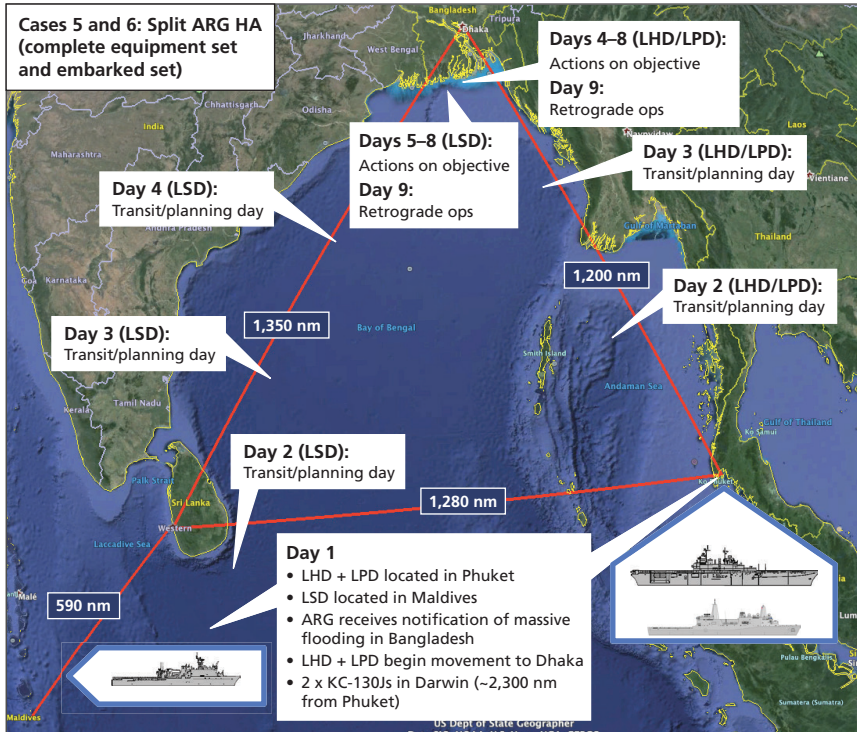 Cases 5 and 6: Split ARG HA
(complete equipment set
and embarked set)
Bangladesh
Tripura
Dhaka
West Bengal
Jharkhand
Chhattisgarh
Odisha
India
Maharashtra
Days 4–8 (LHD/LPD):
Actions on objective
Day 9:
Retrograde ops
Laos
Naypyidaw
Vientiane
Days 5–8 (LSD):
Actions on objective
Day 9:
Retrograde ops
Day 3 (LHD/LPD):
Transit/planning day
Day 4 (LSD):
Transit/planning day
Andhra Pradesh
Goa
Karnataka
Gulf of Martaban
Thailand
1,200 nm
Day 2 (LHD/LPD):
Transit/planning day
1,350 nm
Bay of Bengal
Day 3 (LSD):
Transit/planning day
Smith Island
Andaman Sea
Kerala
Tamil Nadu
Gulf of Thailand
Ko Samui
Day 2 (LSD):
Transit/planning day
Palk Strait
Ko Phuket
Sri Lanka
1,280 nm
Western
Laccadive Sea
Day 1
• LHD + LPD located in Phuket
• LSD located in Maldives
• ARG receives notification of massive
flooding in Bangladesh
• LHD + LPD begin movement to Dhaka
• 2 x KC-130Js in Darwin (~2,300 nm
from Phuket)
Malé
590 nm
Maldives
Pulau Bengkalis
Sumatera (Sumatra)
US Dept of State Geographer